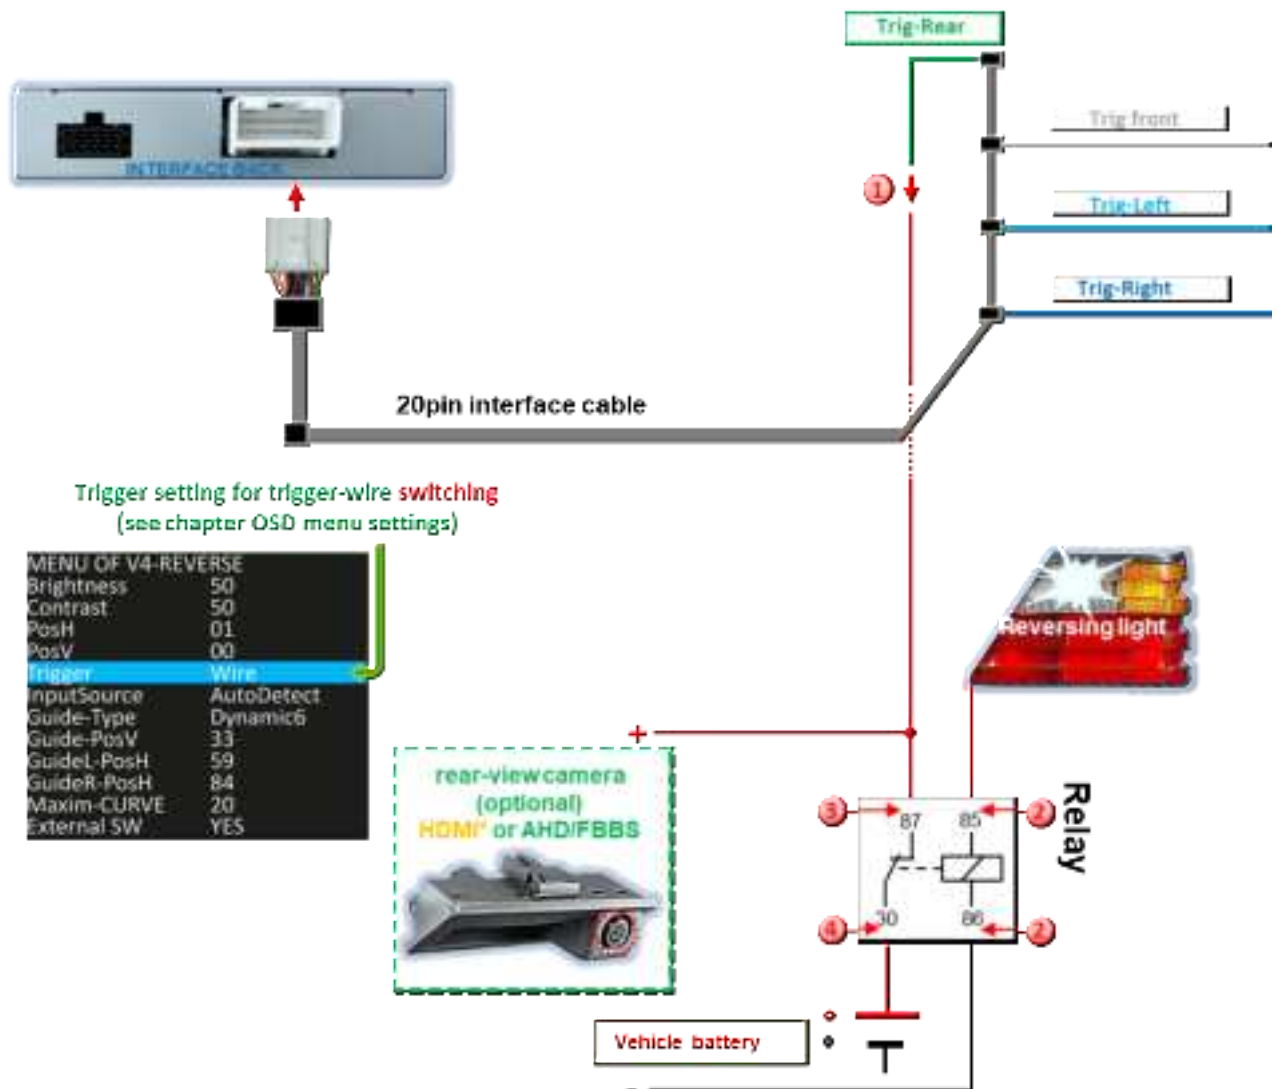 Trig-Rear
Trig front
INTERFACE BACK
1
Trig-Left
Trig-Right
20pin interface cable
Trigger setting for trigger-wire switching
(see chapter OSD menu settings)
MENU OF V4-REVERSE
Brightness 50
Contrast 50
PosH 01
PosV 00
Trigger Wire
InputSource AutoDetect
Guide-Type Dynamic6
Guide-PosV 33
GuideL-PosH 59
GuideR-PosH 84
Maxim-CURVE 20
External SW YES
Reversing light
+
rear-view camera
(optional)
HDMI* or AHD/FBBS
3
87
85
2
Relay
4
30
86
2
Vehicle battery